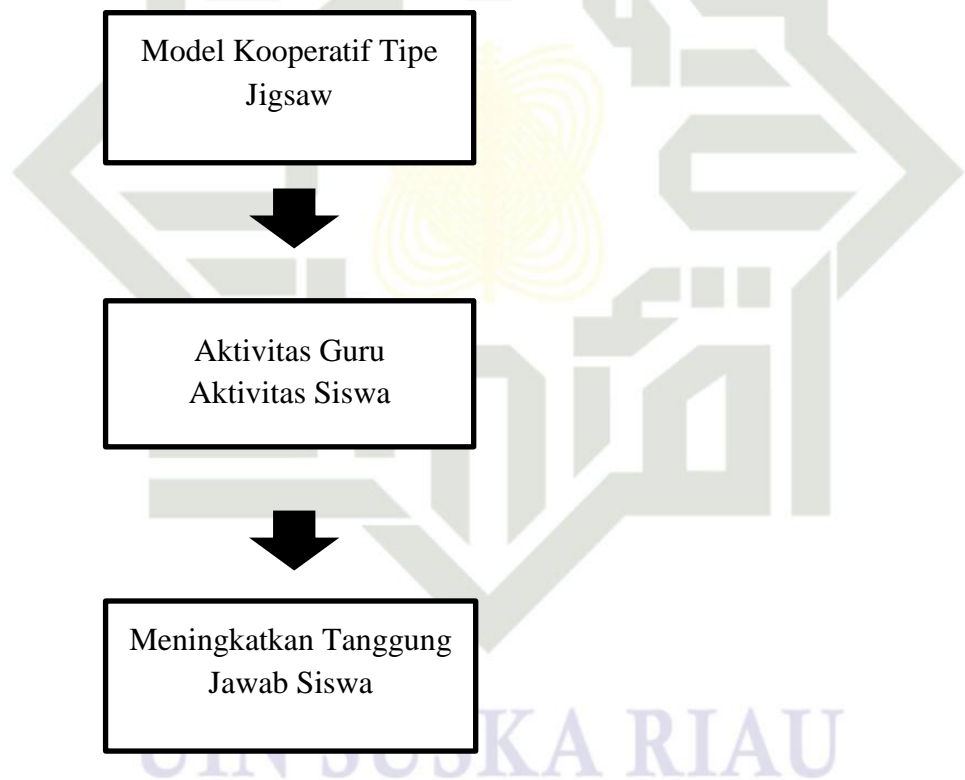 Model Kooperatif Tipe
Jigsaw
Aktivitas Guru
Aktivitas Siswa
Meningkatkan Tanggung
Jawab Siswa
UIN SUSKA RIAU